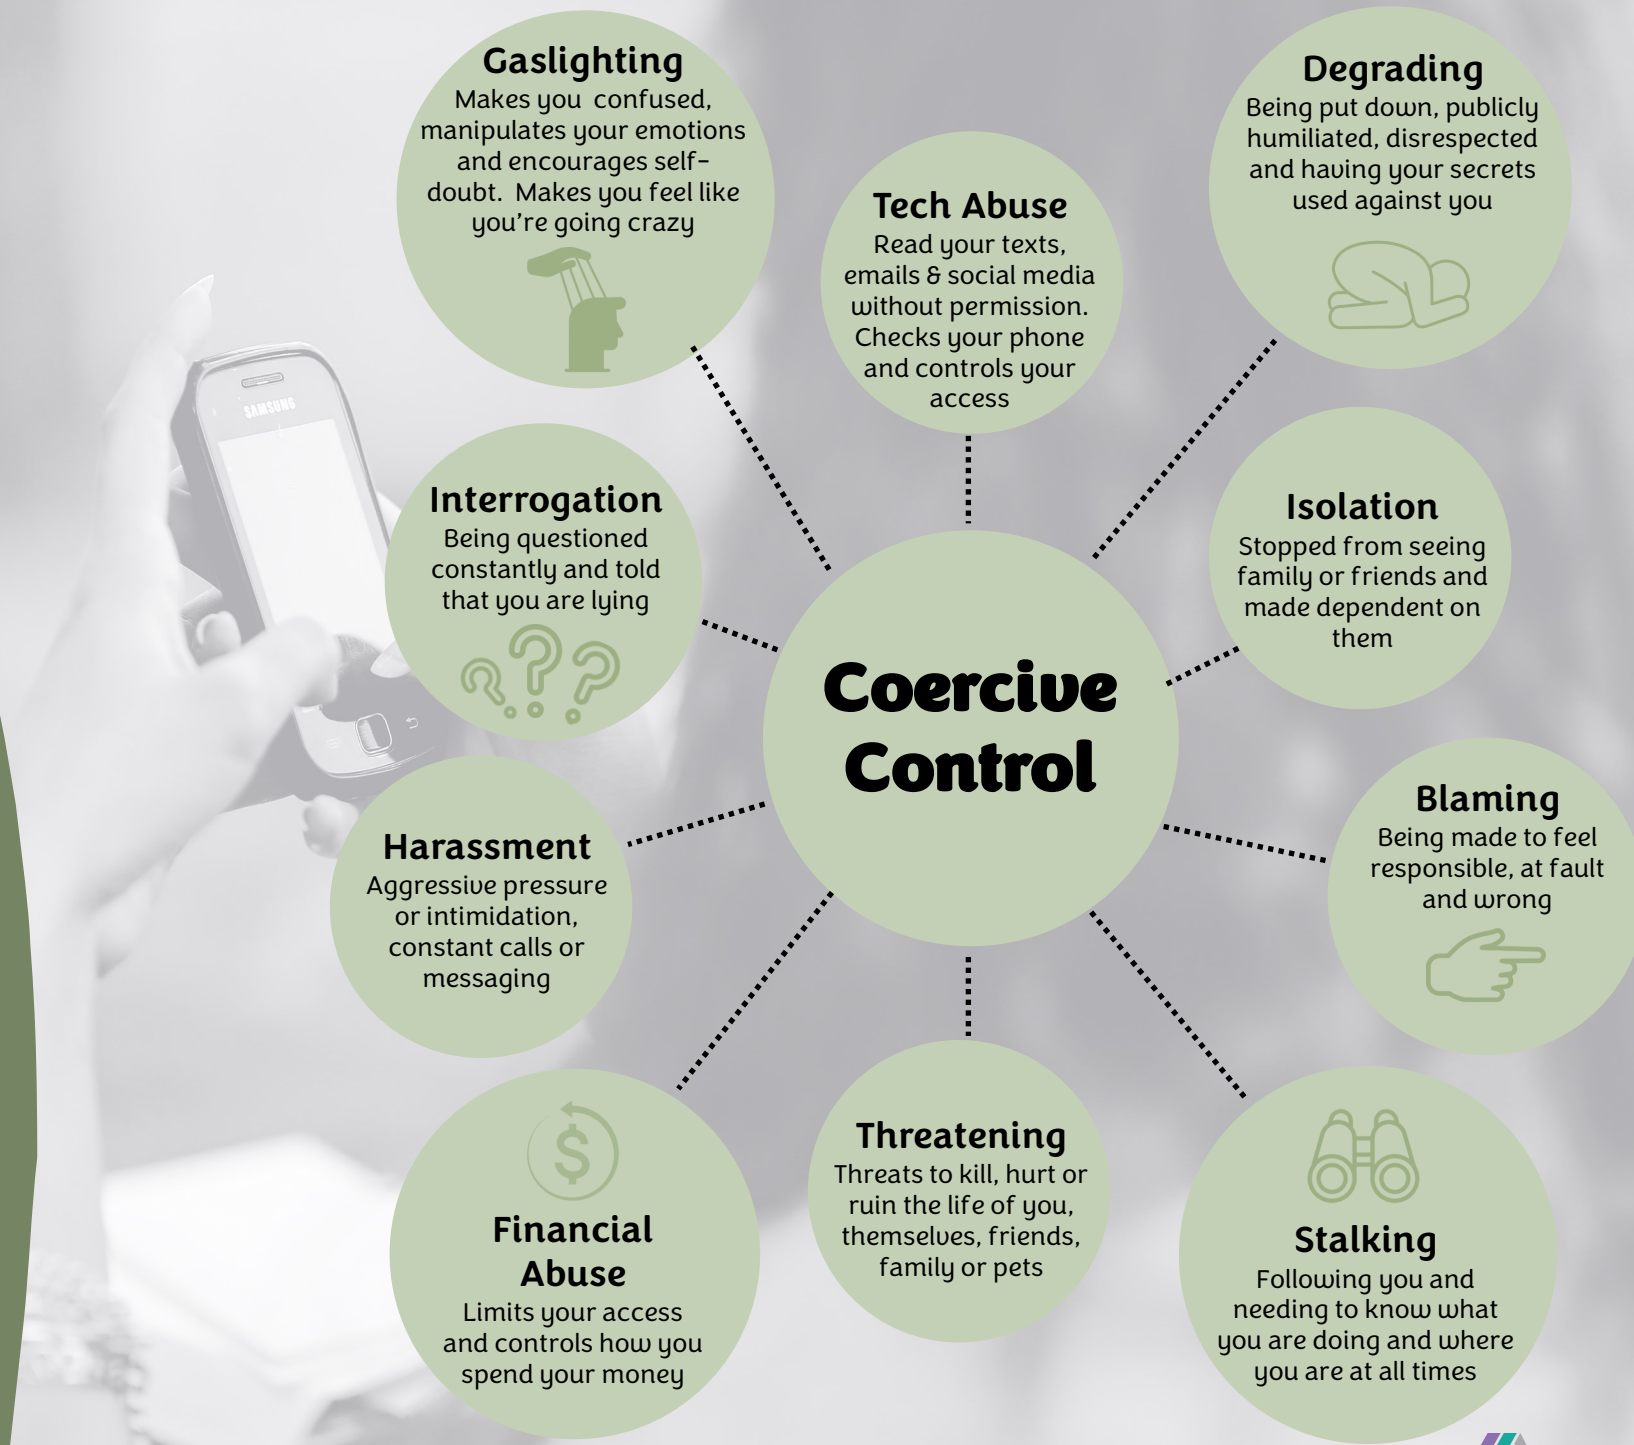 Gaslighting
Makes you  confused,
manipulates your emotions
and encourages self-
doubt.  Makes you feel like
you're going crazy
Tech Abuse
Read your texts,
emails & social media
without permission.
Checks your phone
and controls your
access
Degrading
Being put down, publicly
humiliated, disrespected
and having your secrets
used against you
SAMSUNG
Interrogation
Being questioned
constantly and told
that you are lying
???
Isolation
Stopped from seeing
family or friends and
made dependent on
them
Coercive
Control
Harassment
Aggressive pressure
or intimidation,
constant calls or
messaging
Blaming
Being made to feel
responsible, at fault
and wrong
$
Financial
Abuse
Limits your access
and controls how you
spend your money
Threatening
Threats to kill, hurt or
ruin the life of you,
themselves, friends,
family or pets
Stalking
Following you and
needing to know what
you are doing and where
you are at all times